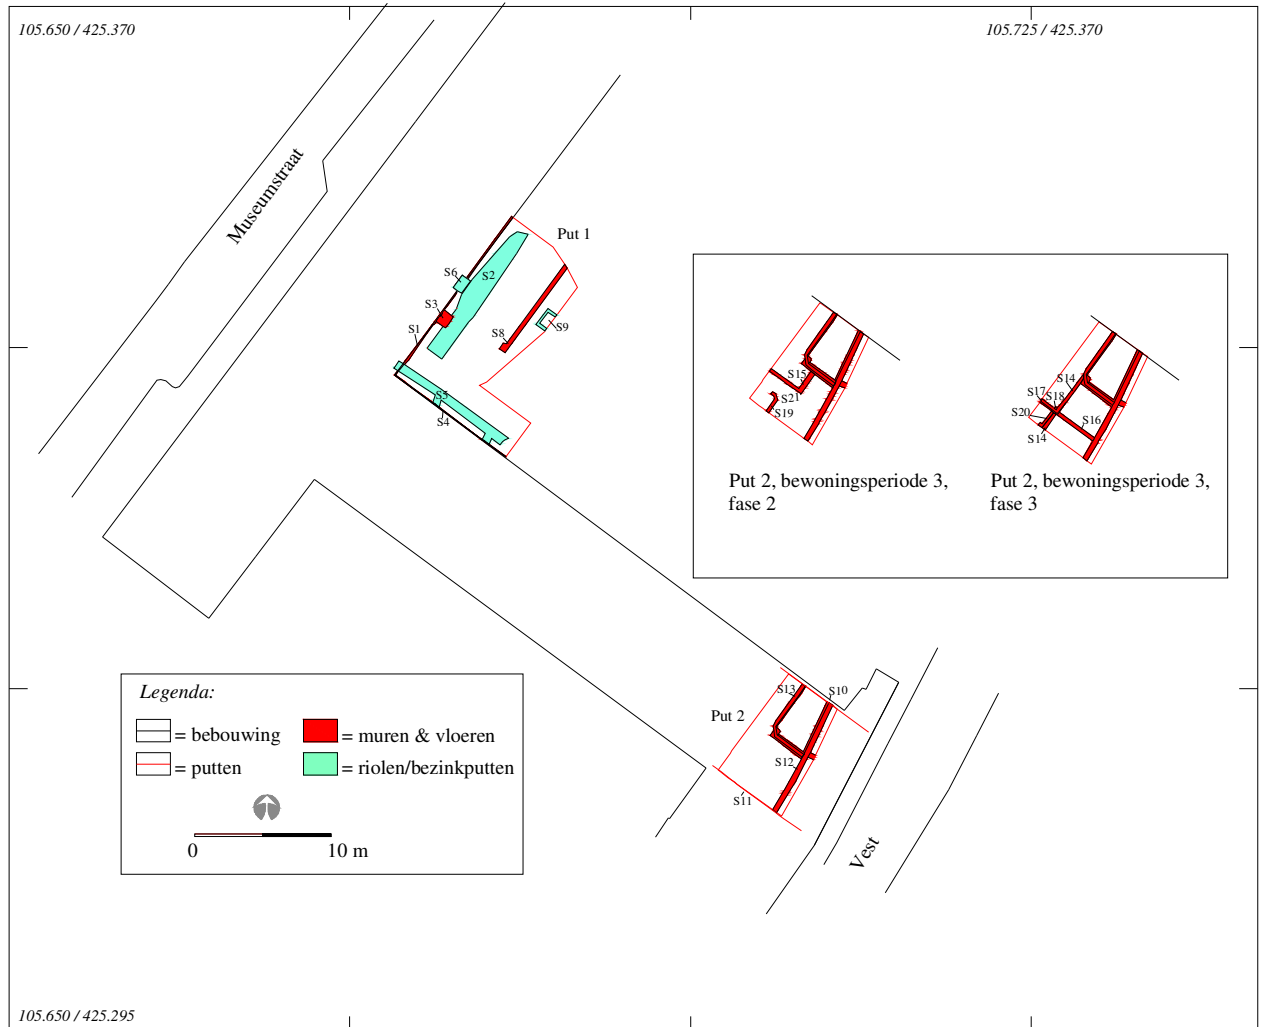 105.650 / 425.370
105.725 / 425.370
Museumstraat
Put 1
S6
S2
S3
S1
S8
S9
S5
S4
S15
S21
S19
Put 2, bewoningsperiode 3,
fase 2
S14
S17
S18
S20
S16
S14
Put 2, bewoningsperiode 3,
fase 3
Legenda:
= bebouwing
= muren & vloeren
= putten
= riolen/bezinkputten
0
10 m
S13
S10
Put 2
S12
S11
Vest
105.650 / 425.295